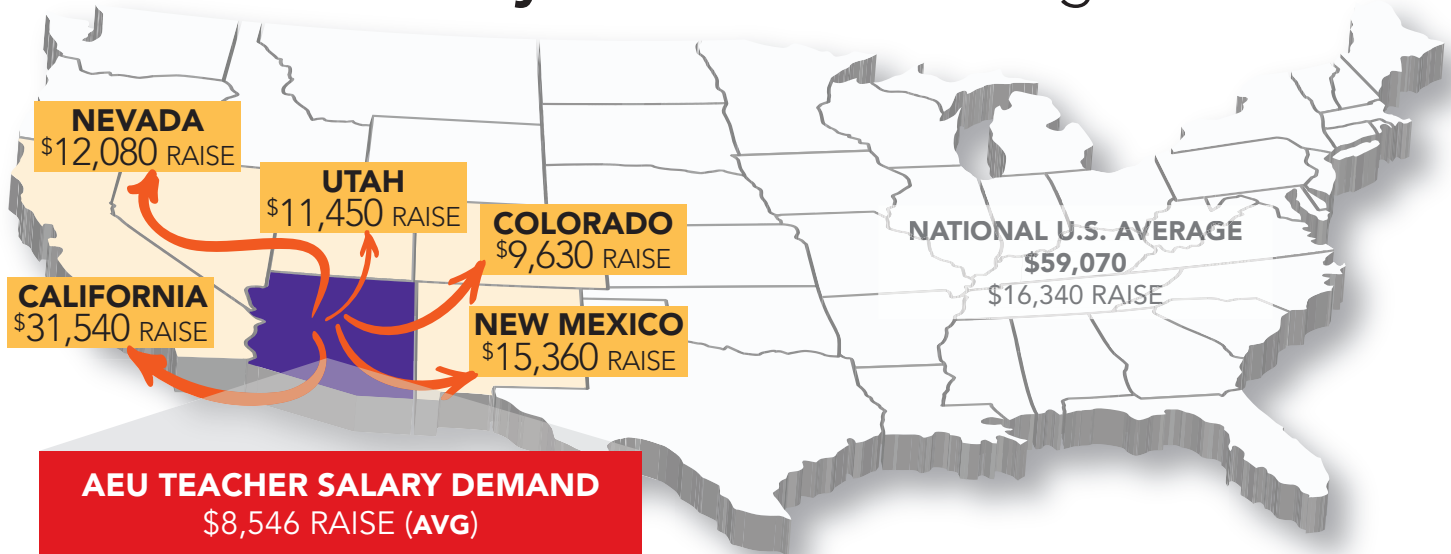 NEVADA
$12,080 RAISE
UTAH
$11,450 RAISE
COLORADO
$9,630 RAISE
NATIONAL U.S. AVERAGE
$59,070
$16,340 RAISE
CALIFORNIA
$31,540 RAISE
NEW MEXICO
$15,360 RAISE
AEU TEACHER SALARY DEMAND
$8,546 RAISE (AVG)